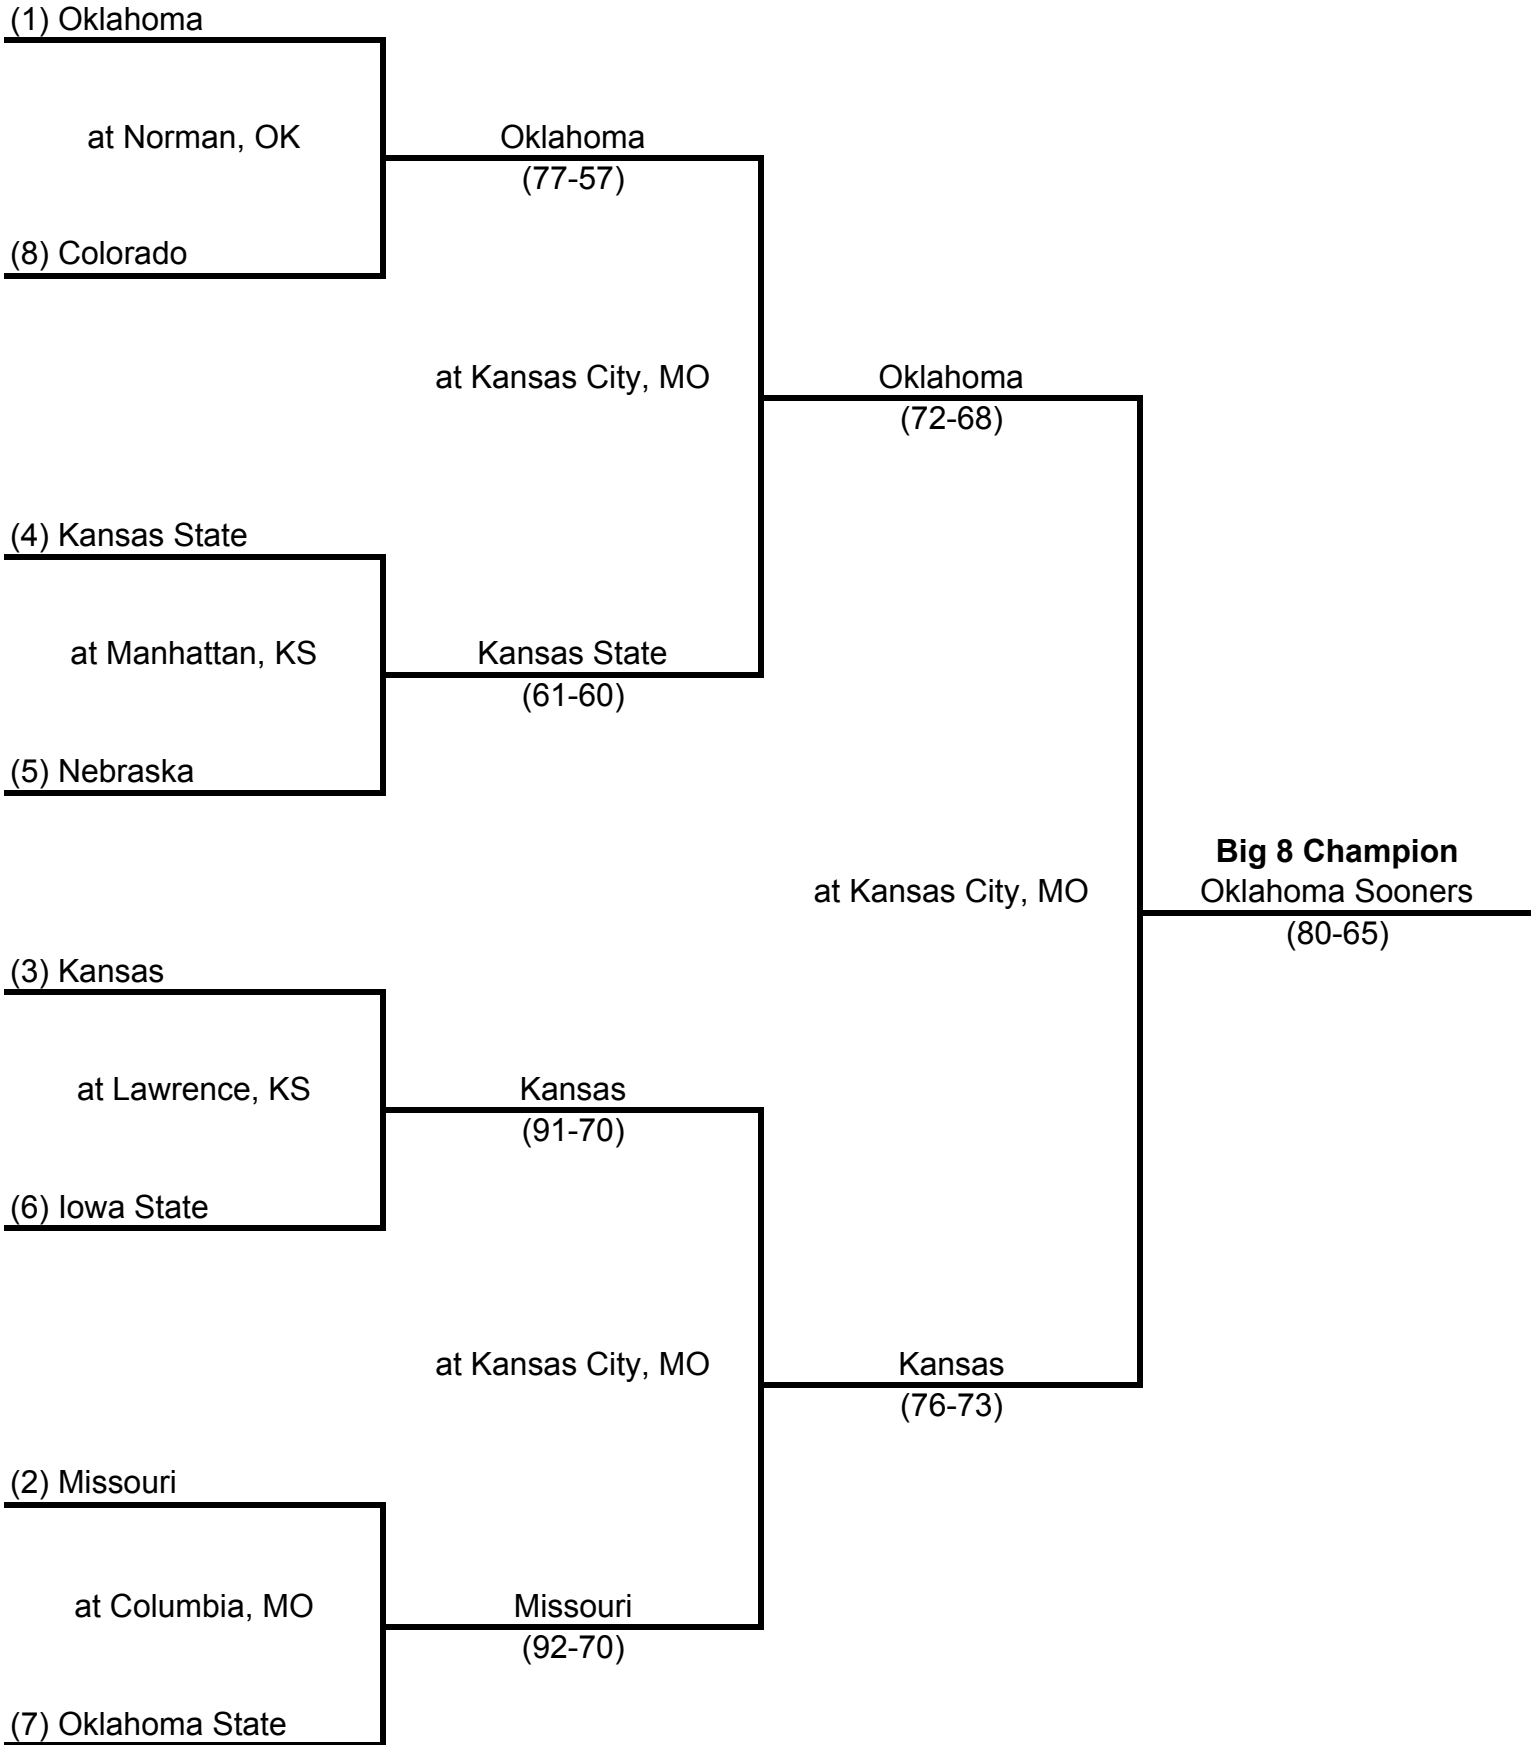 (1) Oklahoma
at Norman, OK
Oklahoma
(77-57)
(8) Colorado
at Kansas City, MO
Oklahoma
(72-68)
(4) Kansas State
at Manhattan, KS
Kansas State
(61-60)
(5) Nebraska
at Kansas City, MO
Big 8 Champion
Oklahoma Sooners
(80-65)
(3) Kansas
at Lawrence, KS
Kansas
(91-70)
(6) Iowa State
at Kansas City, MO
Kansas
(76-73)
(2) Missouri
at Columbia, MO
Missouri
(92-70)
(7) Oklahoma State